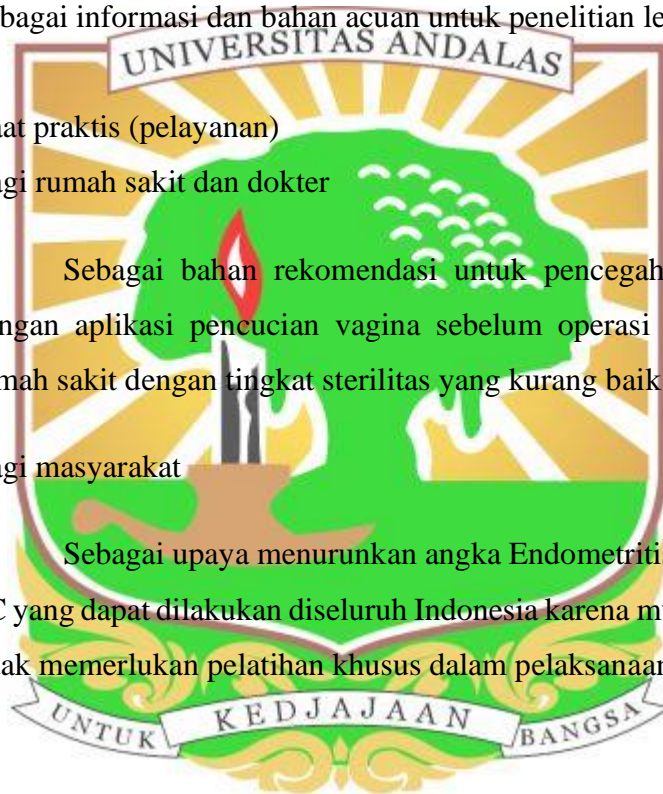 bagai informasi dan bahan acuan untuk penelitian le
UNIVERSITAS ANDALAS
at praktis (pelayanan)
gi rumah sakit dan dokter
Sebagai bahan rekomendasi untuk pencegah
ngan aplikasi pencucian vagina sebelum operasi
mah sakit dengan tingkat sterilitas yang kurang baik
gi masyarakat
Sebagai upaya menurunkan angka Endometritis
C yang dapat dilakukan diseluruh Indonesia karena m
ak memerlukan pelatihan khusus dalam pelaksanaan
UNTUK KEDJAJAAN BANGSA